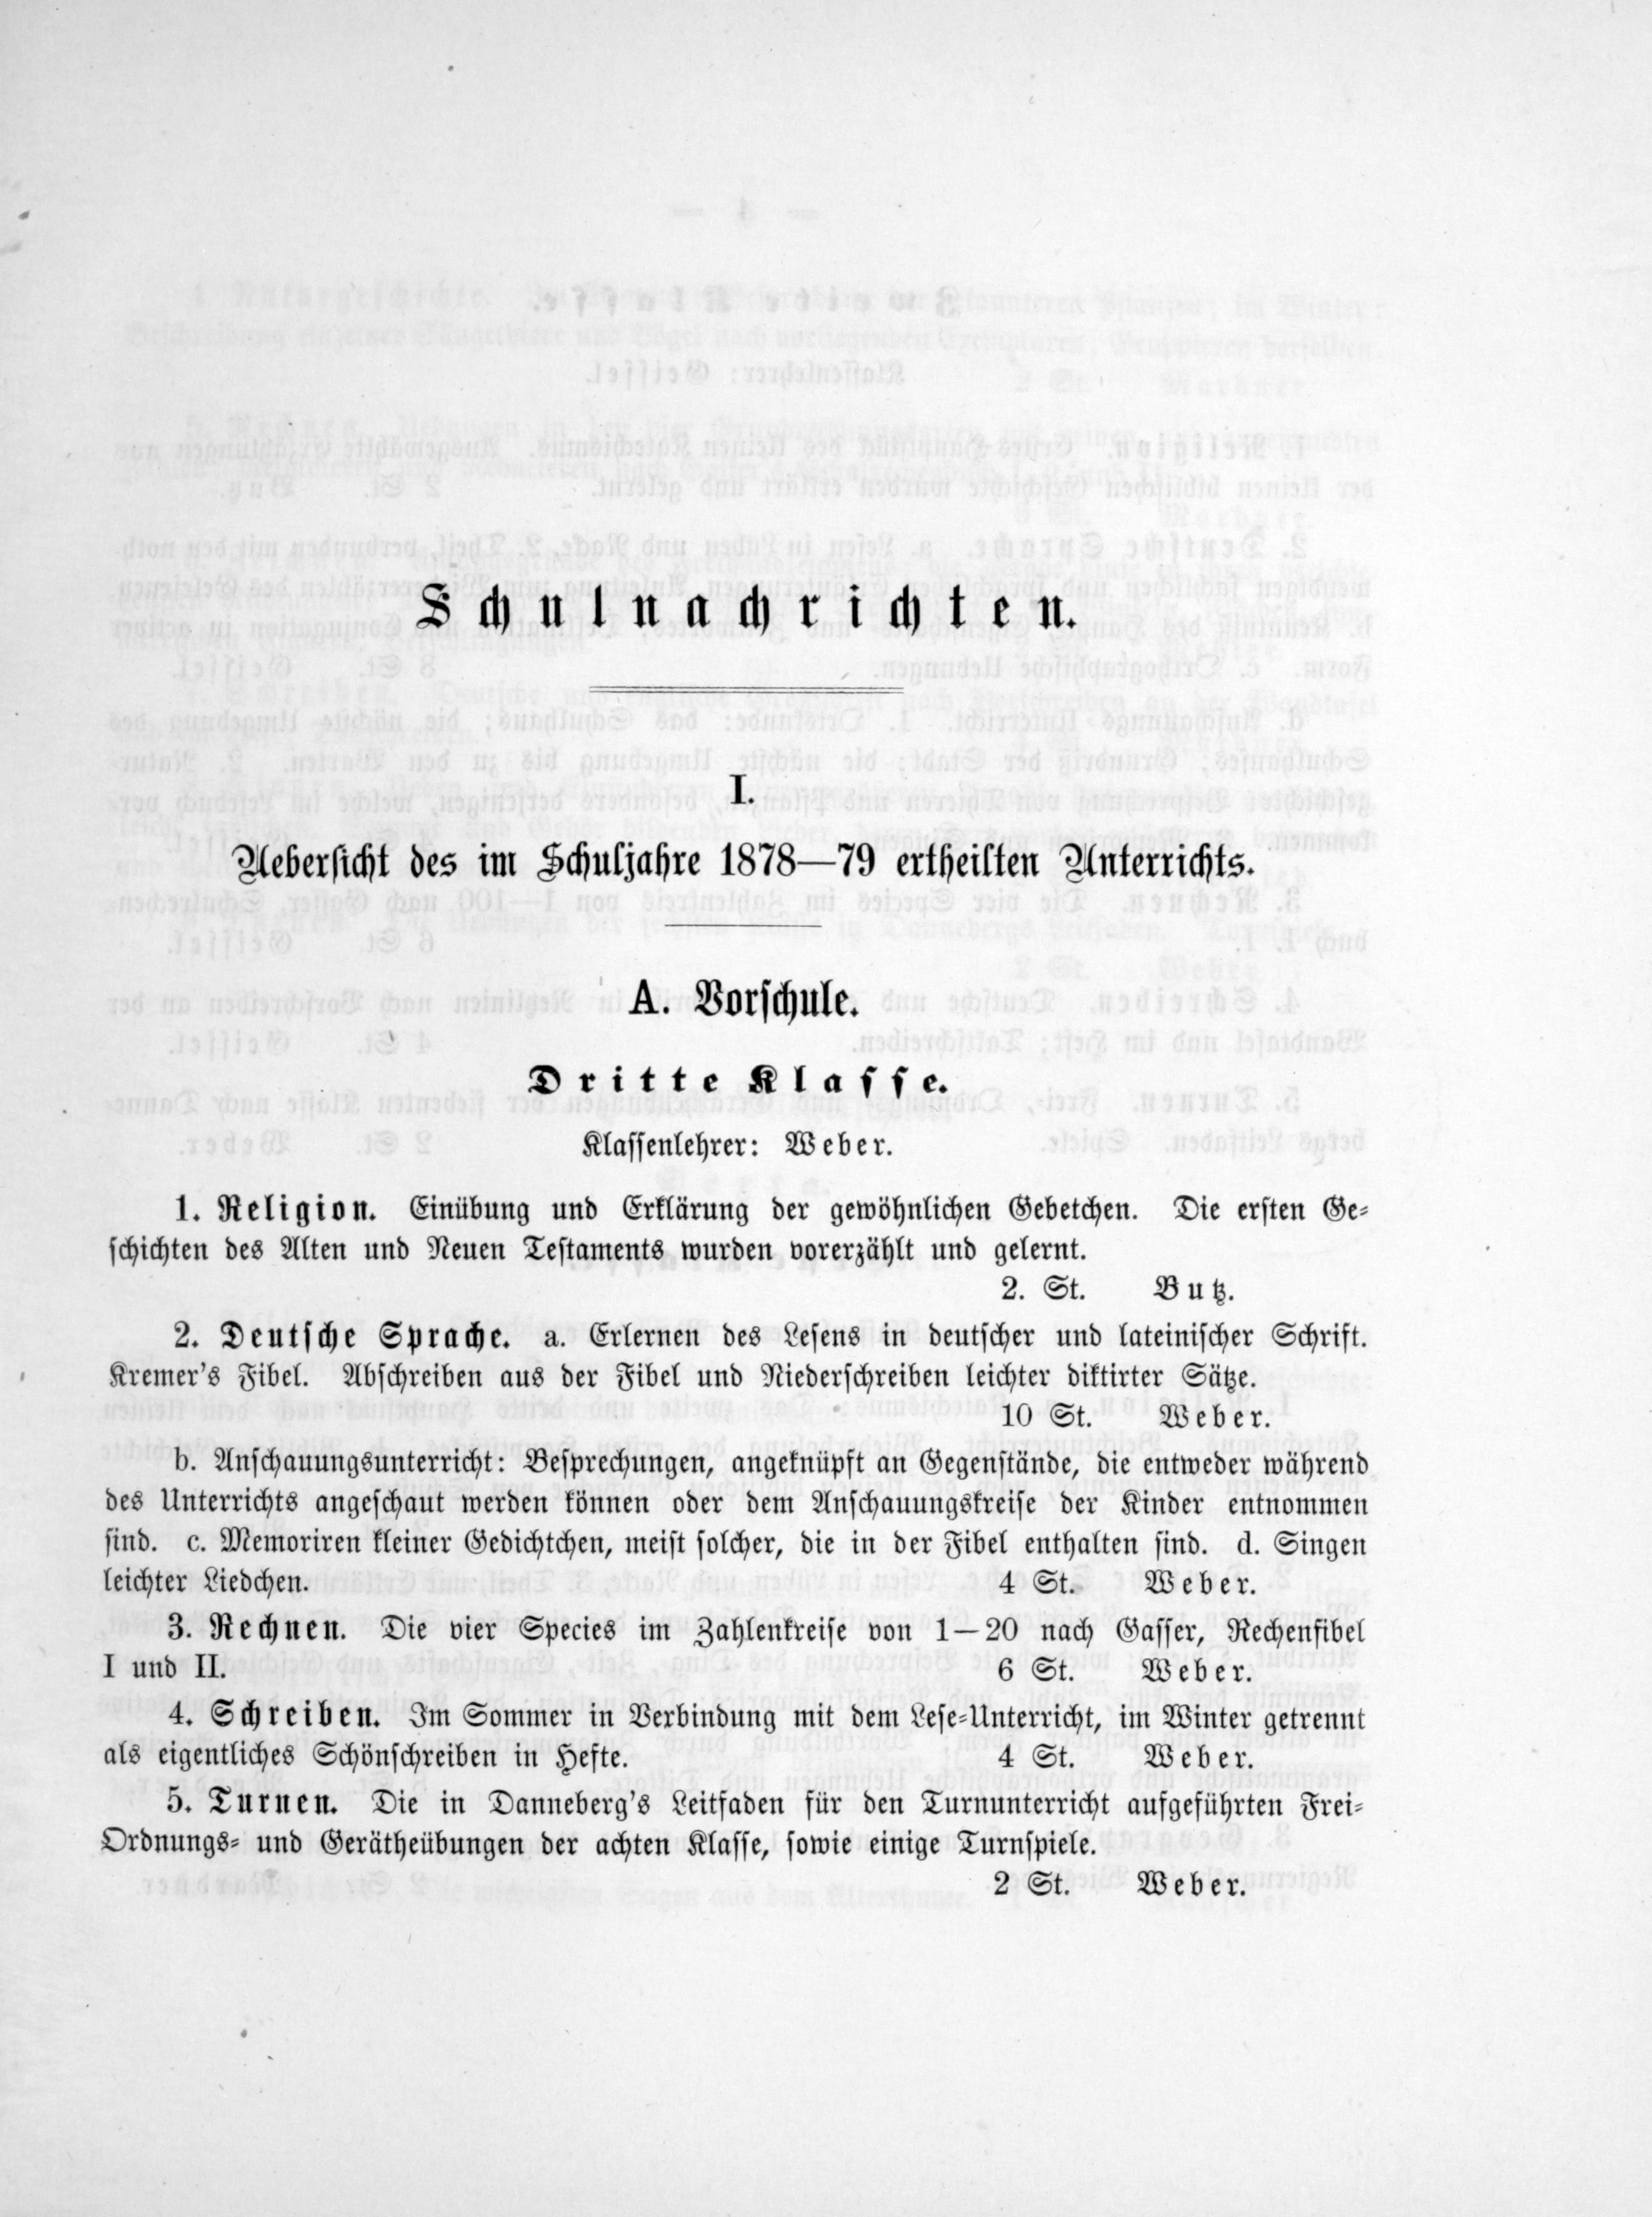 Schulnachrichten.
I.
Uebersicht des im Schuljahre 1878—79 ertheilten Unterrichts.
A. Vorschule.
Dritte Klasse.
Klassenlehrer: Weber.
1. Religion. Einübung und Erklärung der gewöhnlichen Gebetchen. Die ersten Ge-
schichten des Alten und Neuen Testaments wurden vorerzählt und gelernt.
2. St. Butz.
2. Deutsche Sprache. a. Erlernen des Lesens in deutscher und lateinischer Schrift.
Kremer's Fibel. Abschreiben aus der Fibel und Niederschreiben leichter diktirter Sätze.
10 St. Weber.
b. Anschauungsunterricht: Besprechungen, angeknüpft an Gegenstände, die entweder während
des Unterrichts angeschaut werden können oder dem Anschauungskreise der Kinder entnommen
sind. c. Memoriren kleiner Gedichtchen, meist solcher, die in der Fibel enthalten sind. d. Singen
leichter Liedchen. 4 St. Weber.
3. Rechnen. Die vier Species im Zahlenkreise von 1—20 nach Gasser, Rechenfibel
I und II. 6 St. Weber.
4. Schreiben. Im Sommer in Verbindung mit dem Lese-Unterricht, im Winter getrennt
als eigentliches Schönschreiben in Hefte. 4 St. Weber.
5. Turnen. Die in Danneberg's Leitfaden für den Turnunterricht aufgeführten Frei-
Ordnungs- und Gerätheübungen der achten Klasse, sowie einige Turnspiele.
2 St. Weber.